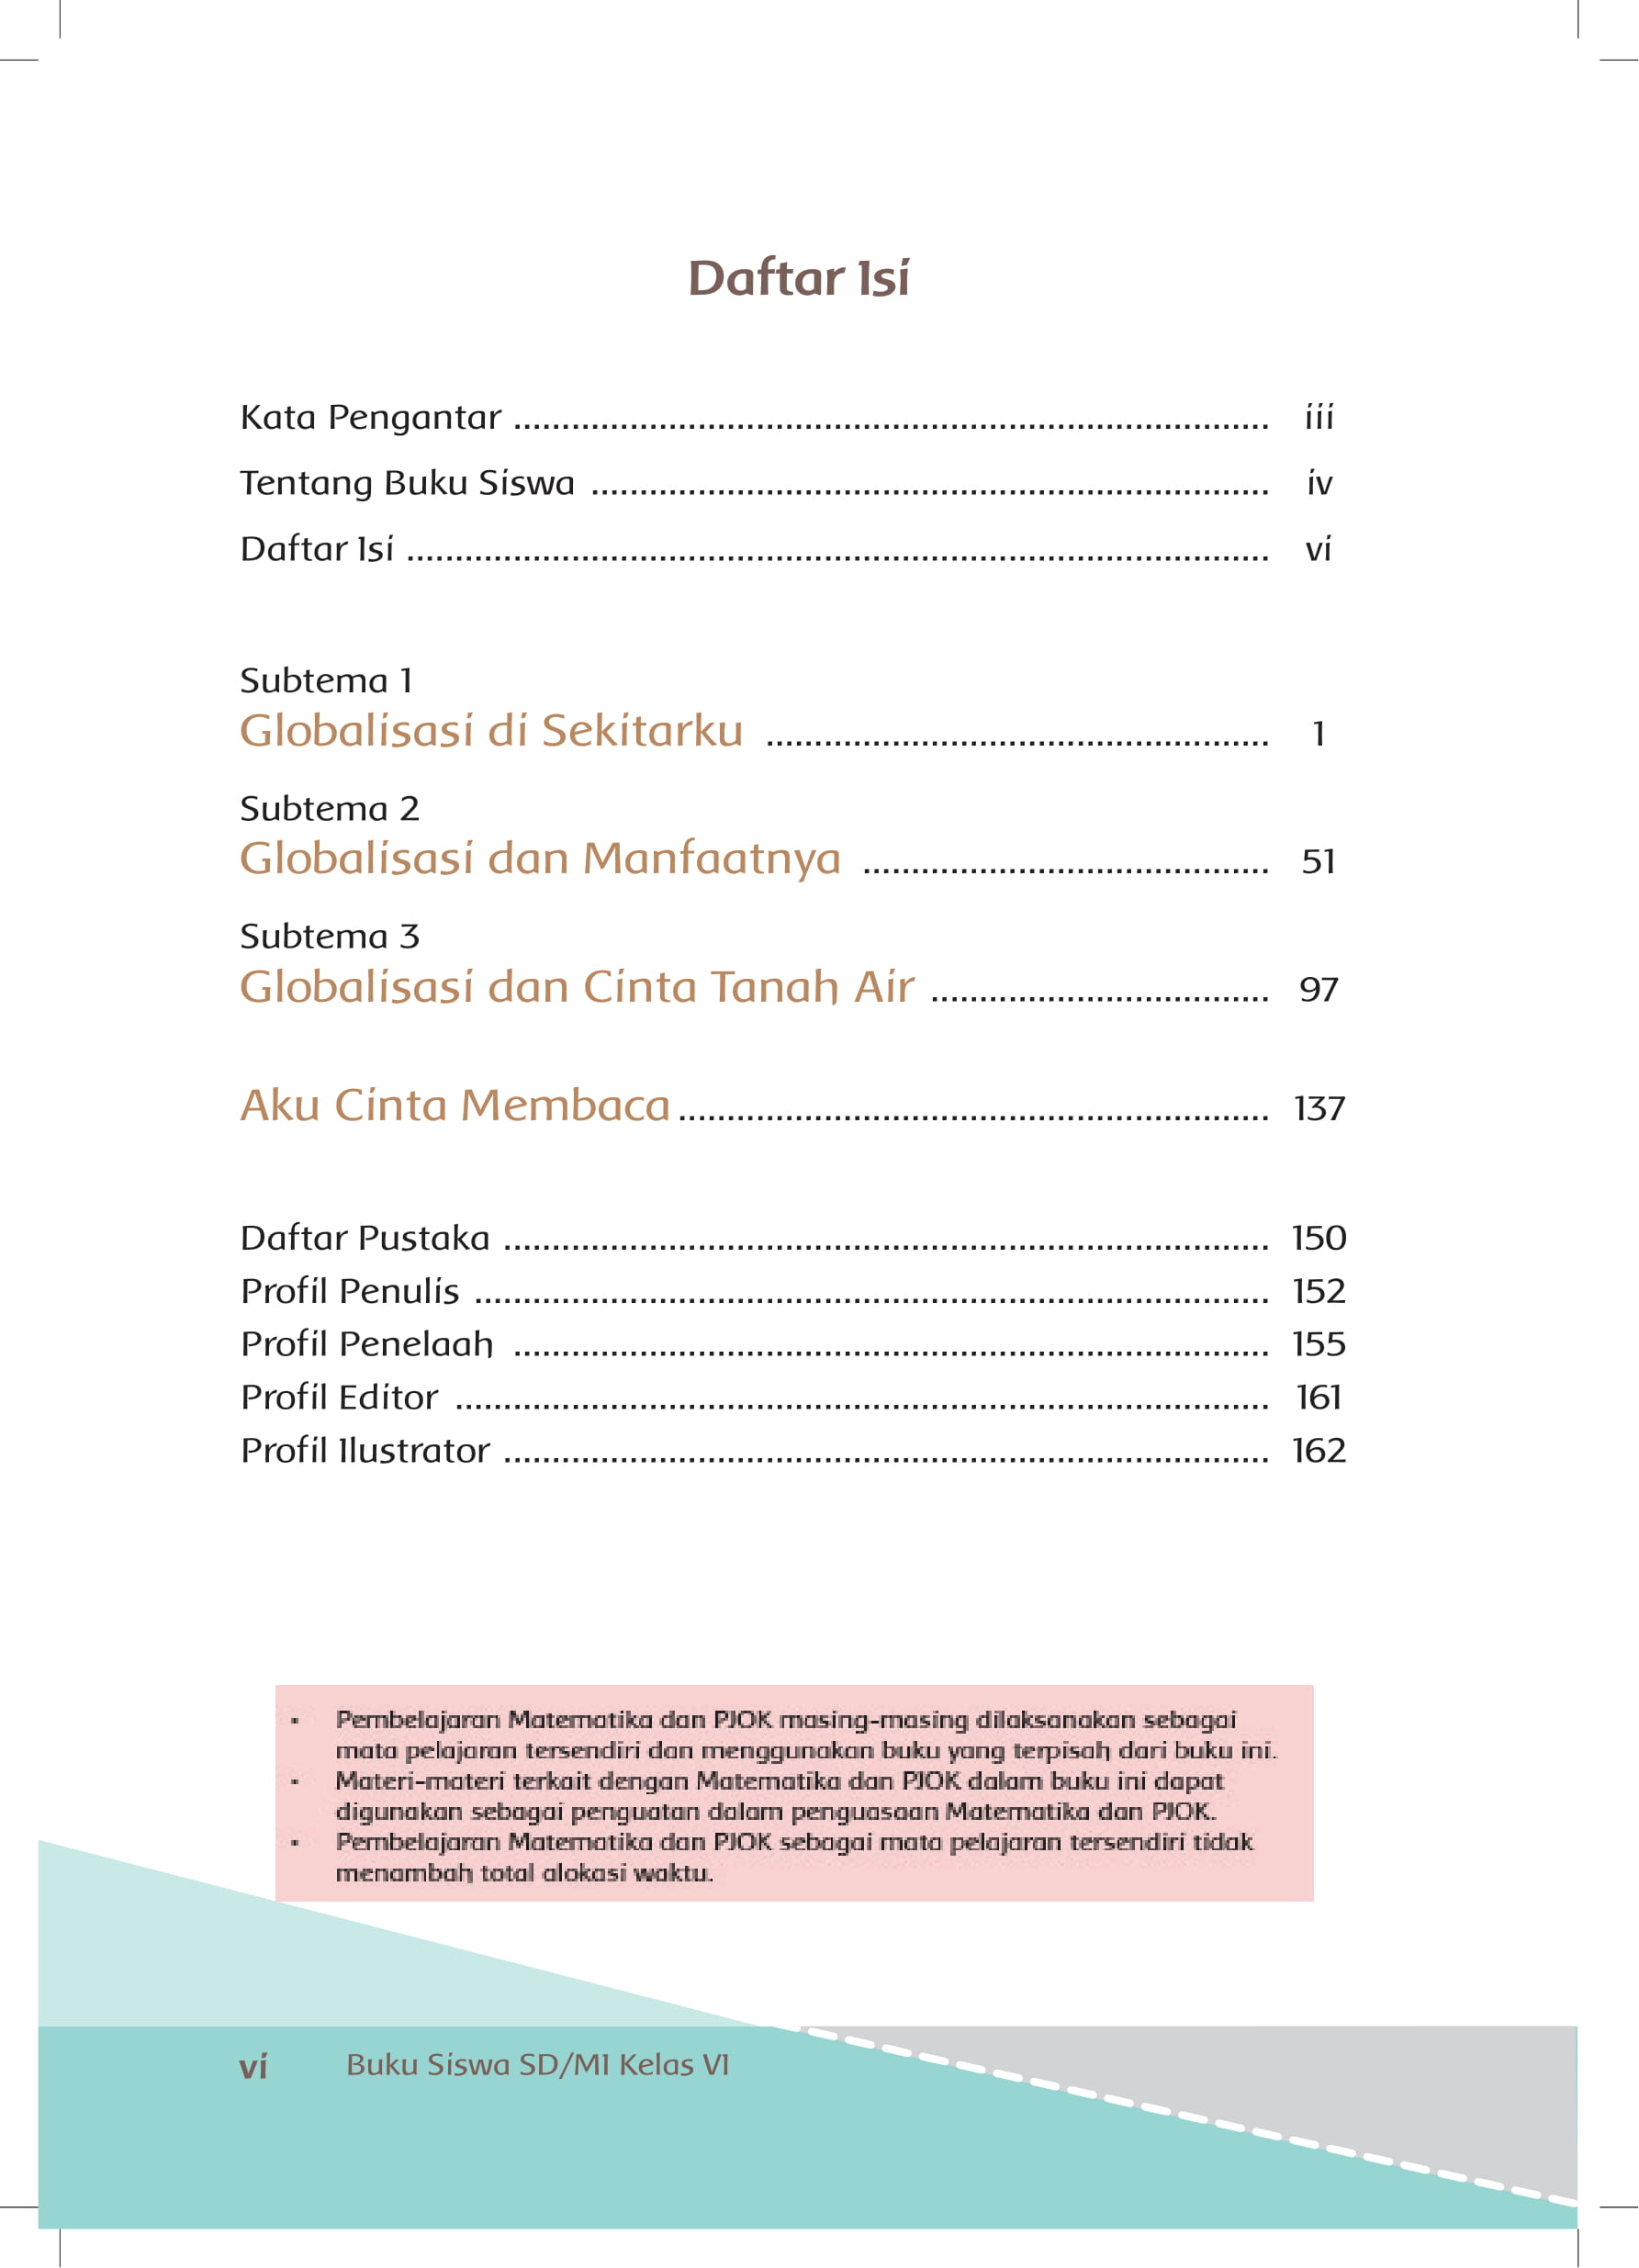 Daftar Isi
Kata Pengantar .............................................................................. iii
Tentang Buku Siswa ...................................................................... iv
Daftar Isi ......................................................................................... vi
Subtema 1
Globalisasi di Sekitarku .................................................... 1
Subtema 2
Globalisasi dan Manfaatnya .......................................... 51
Subtema 3
Globalisasi dan Cinta Tanah Air ................................... 97
Aku Cinta Membaca ............................................................. 137
Daftar Pustaka ............................................................................... 150
Profil Penulis .................................................................................. 152
Profil Penelaah .............................................................................. 155
Profil Editor .................................................................................... 161
Profil Ilustrator ............................................................................... 162
• Pembelajaran Matematika dan PJOK masing-masing dilaksanakan sebagai
mata pelajaran tersendiri dan menggunakan buku yang terpisah dari buku ini.
• Materi-materi terkait dengan Matematika dan PJOK dalam buku ini dapat
digunakan sebagai penguatan dalam penguasaan Matematika dan PJOK.
• Pembelajaran Matematika dan PJOK sebagai mata pelajaran tersendiri tidak
menambah total alokasi waktu.
vi Buku Siswa SD/MI Kelas VI